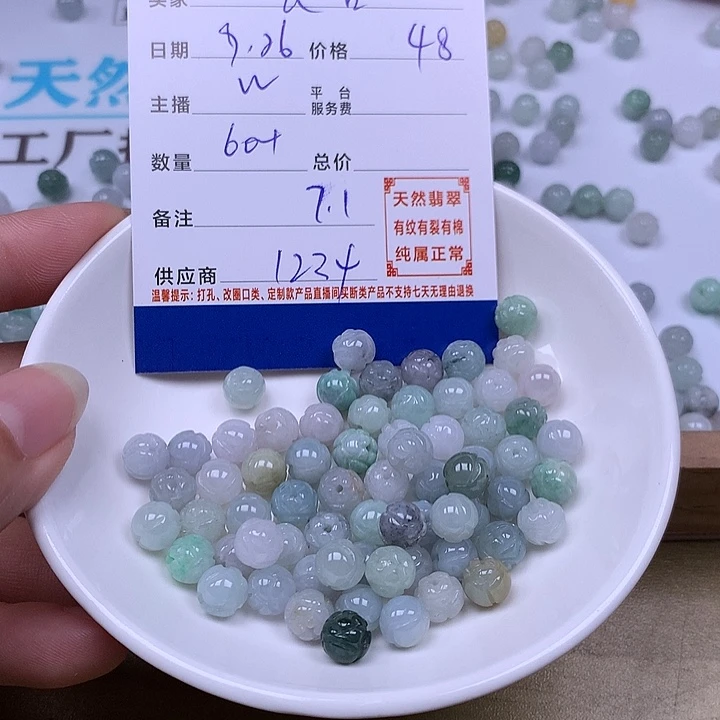 卖家
日期 9.26 价格 48
主播 W 平台服务费
数量 60+ 总价
备注 7.1
供应商 1234
天然翡翠
有纹有裂有棉
纯属正常
温馨提示：打孔、改圈口类、定制款产品直播间买断类产品不支持七天无理由退换
天然
工厂